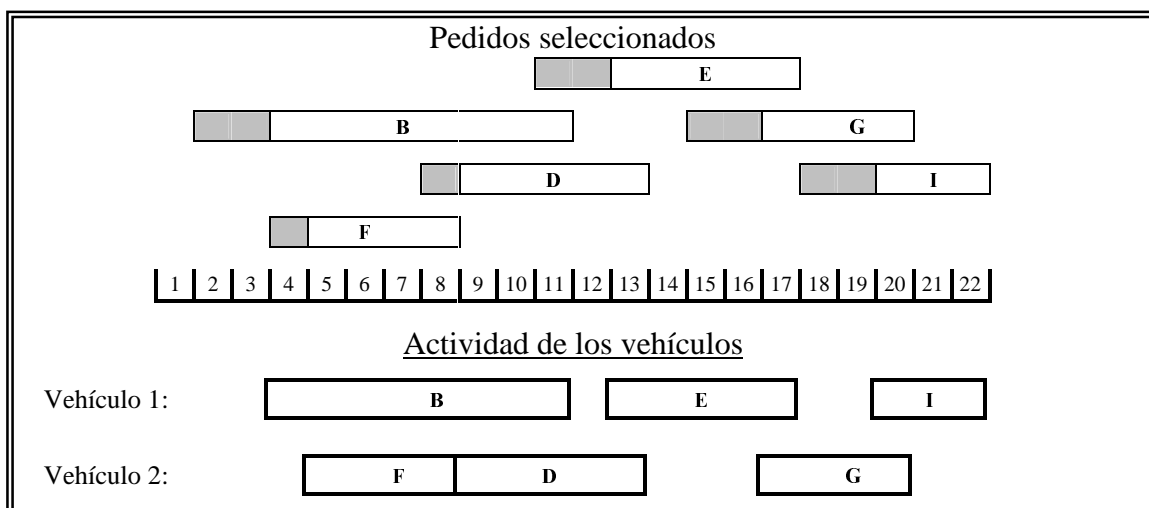 Pedidos seleccionados
E
B G
D I
F
1 2 3 4 5 6 7 8 9 10 11 12 13 14 15 16 17 18 19 20 21 22
Actividad de los vehículos
Vehículo 1: B E I
Vehículo 2: F D G